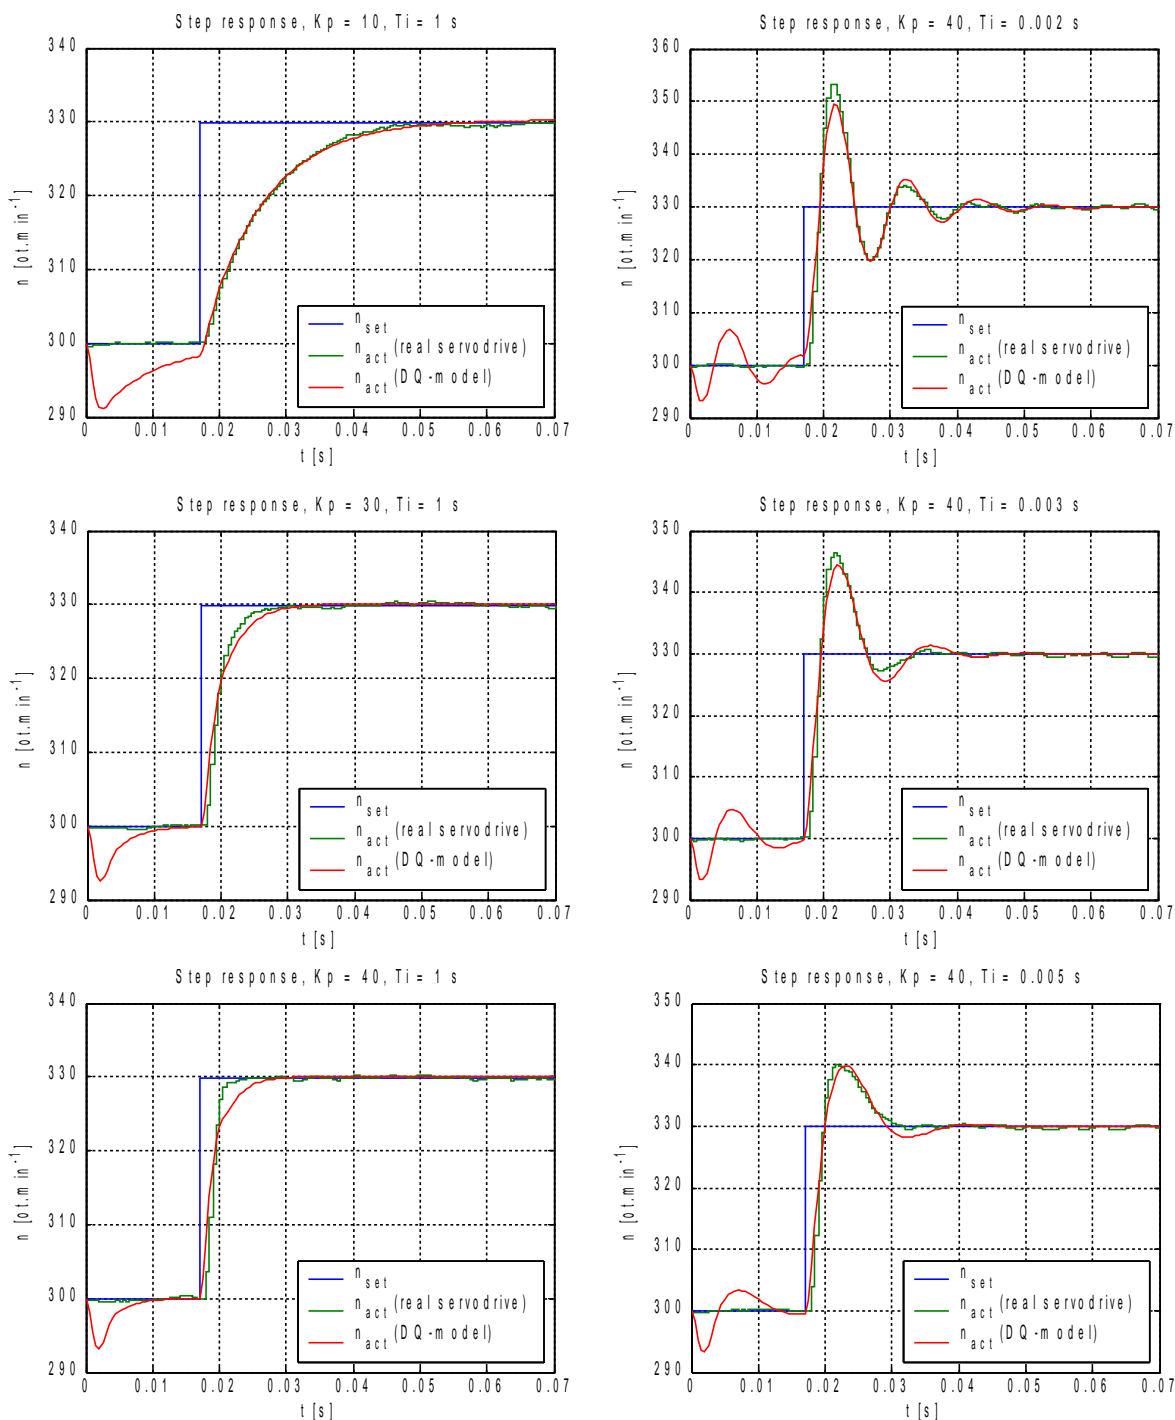 Step response, Kp = 10, Ti = 1 s
340
330
320
310
300
290
n [ot.min-1]
nset
nact (real servodrive)
nact (DQ-model)
0 0.01 0.02 0.03 0.04 0.05 0.06 0.07
t [s]
Step response, Kp = 40, Ti = 0.002 s
360
350
340
330
320
310
300
290
n [ot.min-1]
nset
nact (real servodrive)
nact (DQ-model)
0 0.01 0.02 0.03 0.04 0.05 0.06 0.07
t [s]
Step response, Kp = 30, Ti = 1 s
340
330
320
310
300
290
n [ot.min-1]
nset
nact (real servodrive)
nact (DQ-model)
0 0.01 0.02 0.03 0.04 0.05 0.06 0.07
t [s]
Step response, Kp = 40, Ti = 0.003 s
350
340
330
320
310
300
290
n [ot.min-1]
nset
nact (real servodrive)
nact (DQ-model)
0 0.01 0.02 0.03 0.04 0.05 0.06 0.07
t [s]
Step response, Kp = 40, Ti = 1 s
340
330
320
310
300
290
n [ot.min-1]
nset
nact (real servodrive)
nact (DQ-model)
0 0.01 0.02 0.03 0.04 0.05 0.06 0.07
t [s]
Step response, Kp = 40, Ti = 0.005 s
350
340
330
320
310
300
290
n [ot.min-1]
nset
nact (real servodrive)
nact (DQ-model)
0 0.01 0.02 0.03 0.04 0.05 0.06 0.07
t [s]